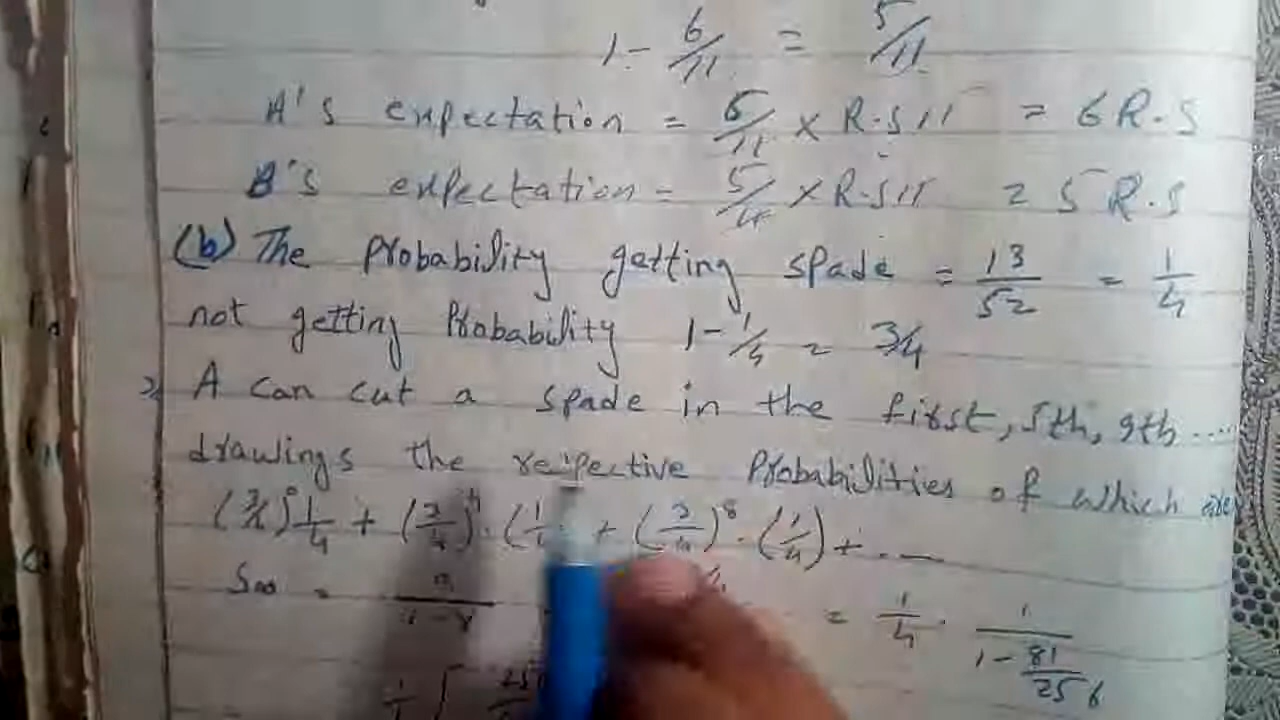 1 - 6/11 = 5/11
A's expectation = 6/11 × R.S 11 = 6 R.S
B's expectation = 5/11 × R.S 11 = 5 R.S
(b) The Probability getting spade = 13/52 = 1/4
not getting Probability 1 - 1/4 = 3/4
A can cut a spade in the first, 5th, 9th .....
drawings the respective Probabilities of which are
(3/4)^0 1/4 + (3/4)^4 . (1/4) + (3/4)^8 . (1/4) + ...
S∞ = a/(1-r) = 1/4 . 1/(1 - 81/256)